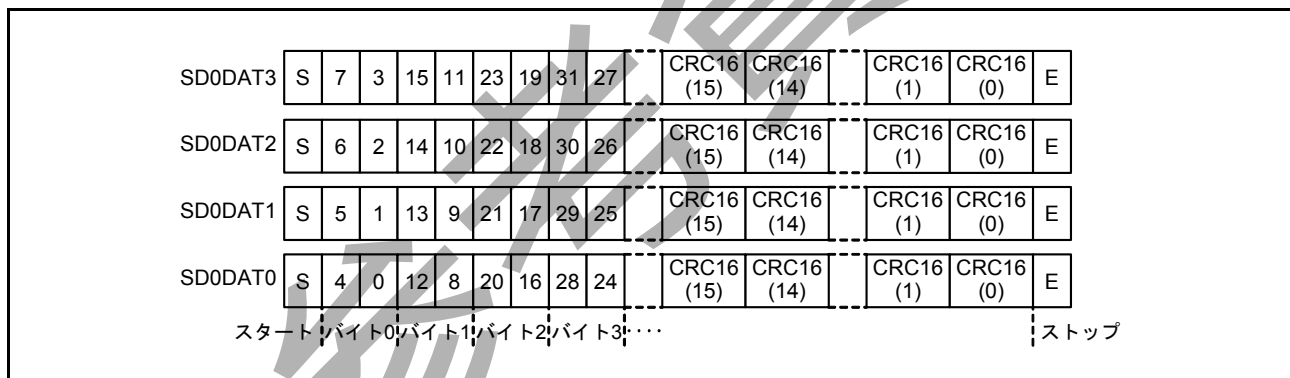 SD0DAT3 S 7 3 15 11 23 19 31 27 CRC16 (15) CRC16 (14) CRC16 (1) CRC16 (0) E
SD0DAT2 S 6 2 14 10 22 18 30 26 CRC16 (15) CRC16 (14) CRC16 (1) CRC16 (0) E
SD0DAT1 S 5 1 13 9 21 17 29 25 CRC16 (15) CRC16 (14) CRC16 (1) CRC16 (0) E
SD0DAT0 S 4 0 12 8 20 16 28 24 CRC16 (15) CRC16 (14) CRC16 (1) CRC16 (0) E
スタート バイト0 バイト1 バイト2 バイト3 ‥‥ ストップ